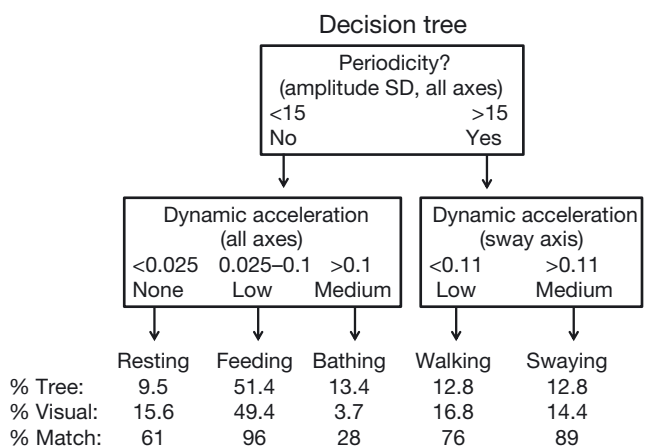 Decision tree
Periodicity?
(amplitude SD, all axes)
<15 >15
No Yes
Dynamic acceleration
(all axes)
<0.025 0.025–0.1 >0.1
None Low Medium
Dynamic acceleration
(sway axis)
<0.11 >0.11
Low Medium
Resting Feeding Bathing Walking Swaying
% Tree: 9.5 51.4 13.4 12.8 12.8
% Visual: 15.6 49.4 3.7 16.8 14.4
% Match: 61 96 28 76 89